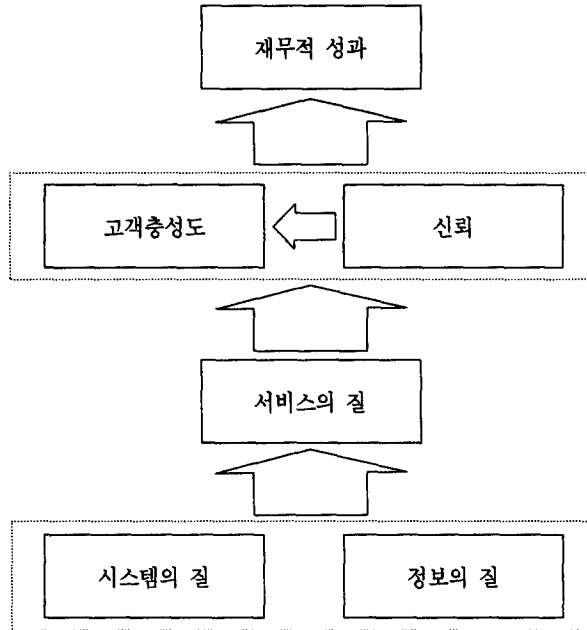 재무적 성과
고객충성도
신뢰
서비스의 질
시스템의 질
정보의 질